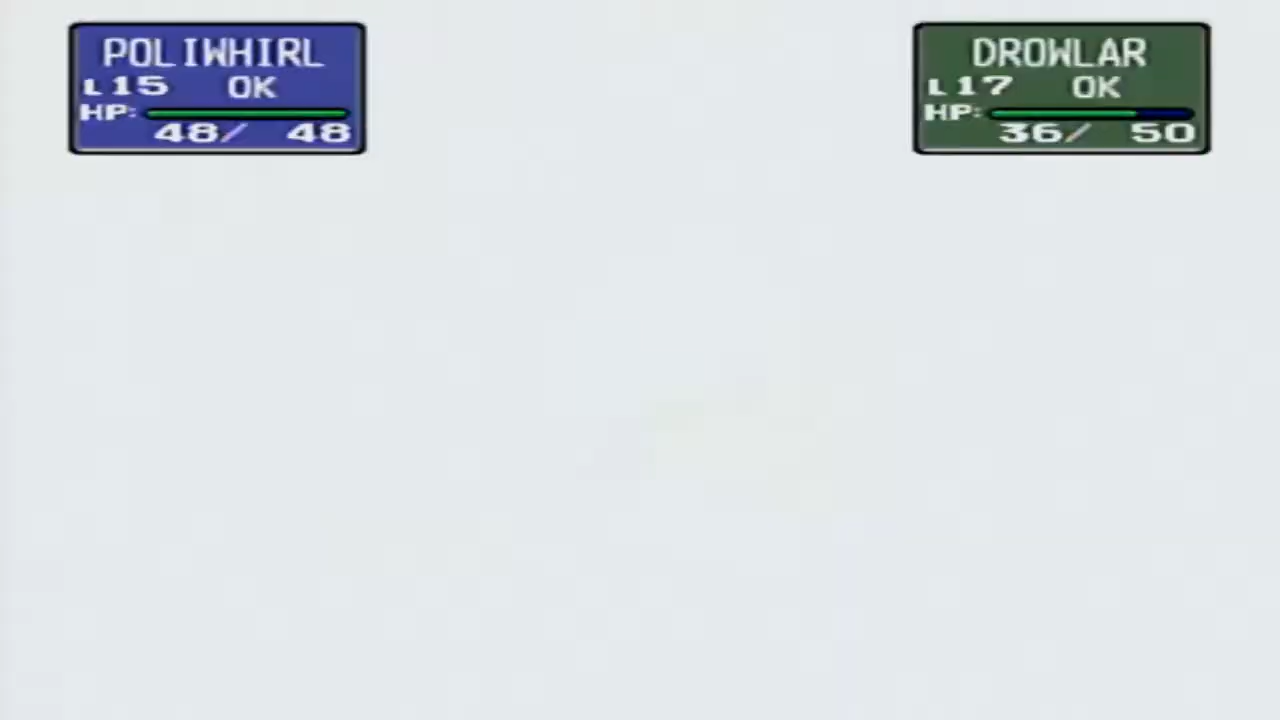 POLIWHIRL
L15 OK
HP:
48/ 48
DROWLAR
L17 OK
HP:
36/ 50